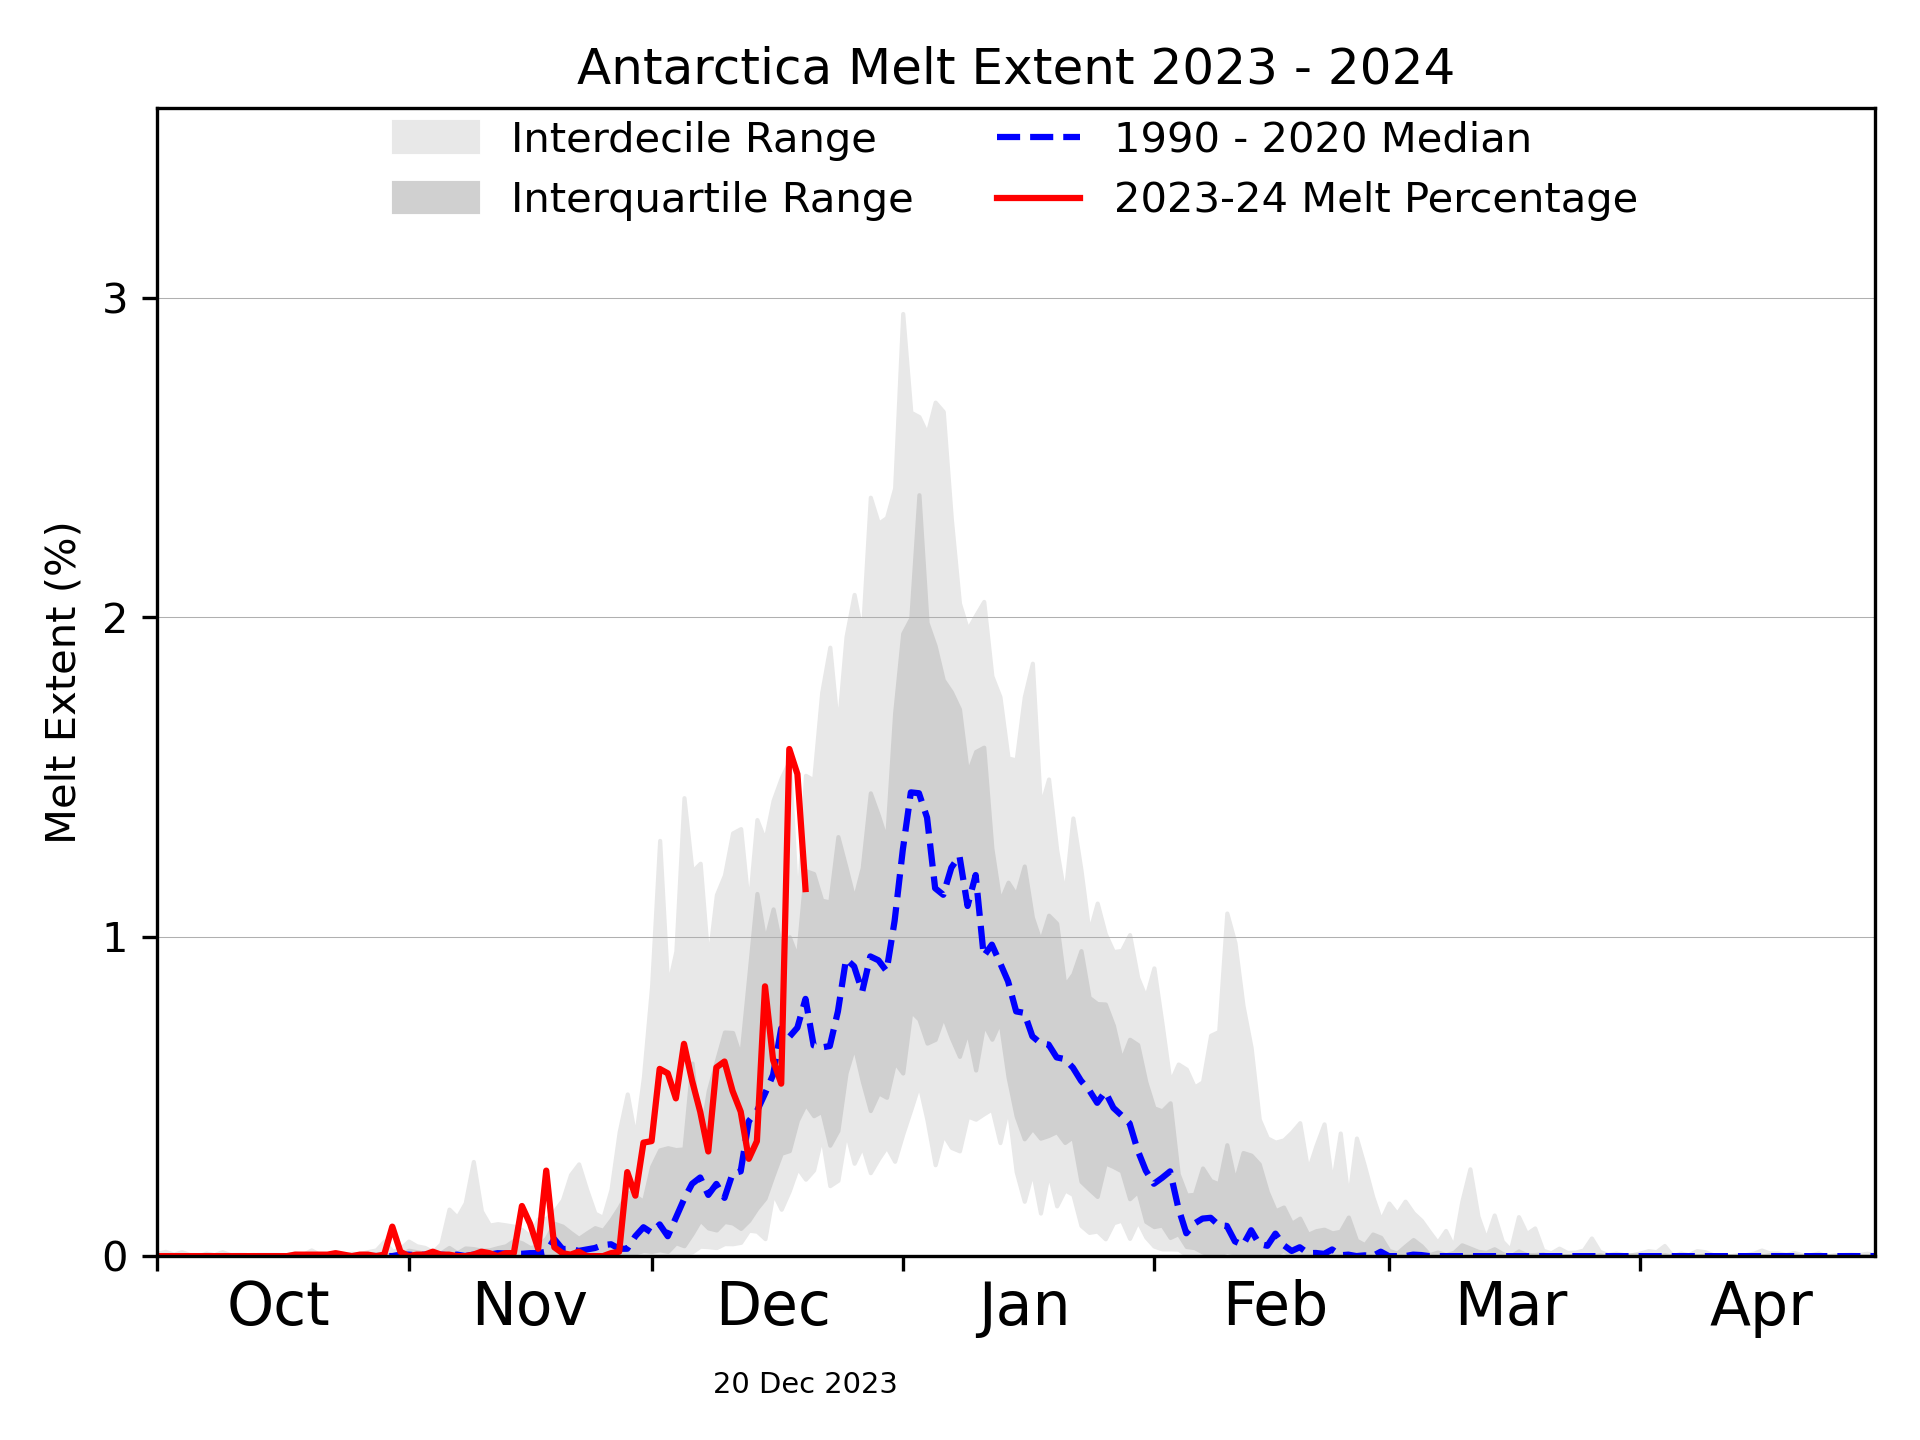 Antarctica Melt Extent 2023 - 2024
Interdecile Range
1990 - 2020 Median
Interquartile Range
2023-24 Melt Percentage
3
2
1
0
Melt Extent (%)
Oct Nov Dec Jan Feb Mar Apr
20 Dec 2023